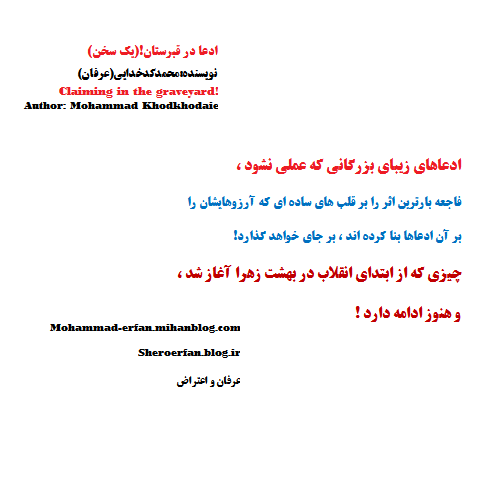 ادعا در قبرستان!(یک سخن)
نویسنده:محمدکدخدایی(عرفان)
Claiming in the graveyard!
Author: Mohammad Khodkhodaie
ادعاهای زیبای بزرگانی که عملی نشود ،
فاجعه بارترین اثر را بر قلب های ساده ای که آرزوهایشان را
بر آن ادعاها بنا کرده اند ، بر جای خواهد گذارد!
چیزی که از ابتدای انقلاب در بهشت زهرا آغاز شد ،
و هنوز ادامه دارد !
Mohammad-erfan.mihanblog.com
Sheroerfan.blog.ir
عرفان و اعتراض